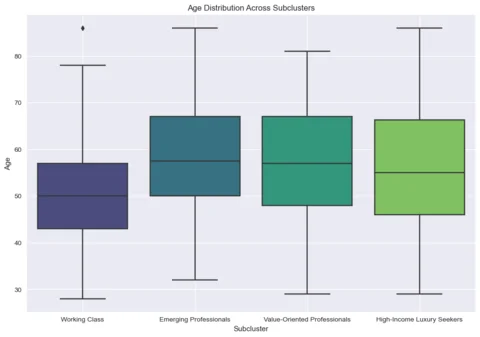 Age Distribution Across Subclusters
80
70
60
50
40
30
Age
Working Class
Emerging Professionals
Value-Oriented Professionals
High-Income Luxury Seekers
Subcluster